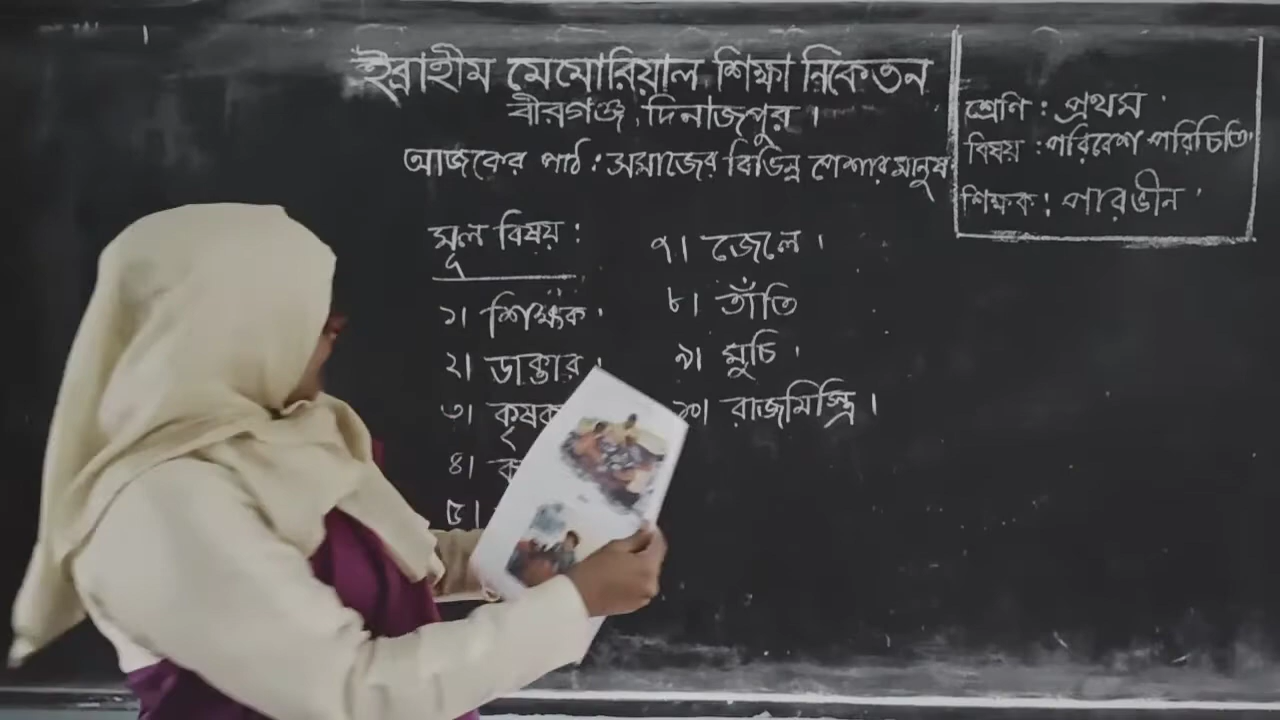 ইব্রাহীম মেমোরিয়াল শিক্ষা নিকেতন
বীরগঞ্জ, দিনাজপুর।
আজকের পাঠ : সমাজের বিভিন্ন পেশার মানুষ
শ্রেণি : প্রথম
বিষয় : পরিবেশ পরিচিতি
শিক্ষক : পারভীন
মূল বিষয় :
১। শিক্ষক
২। ডাক্তার
৩। কৃষক
৪।
৫।
৭। জেলে।
৮। তাঁতি
৯। মুচি
১০। রাজমিস্ত্রি।